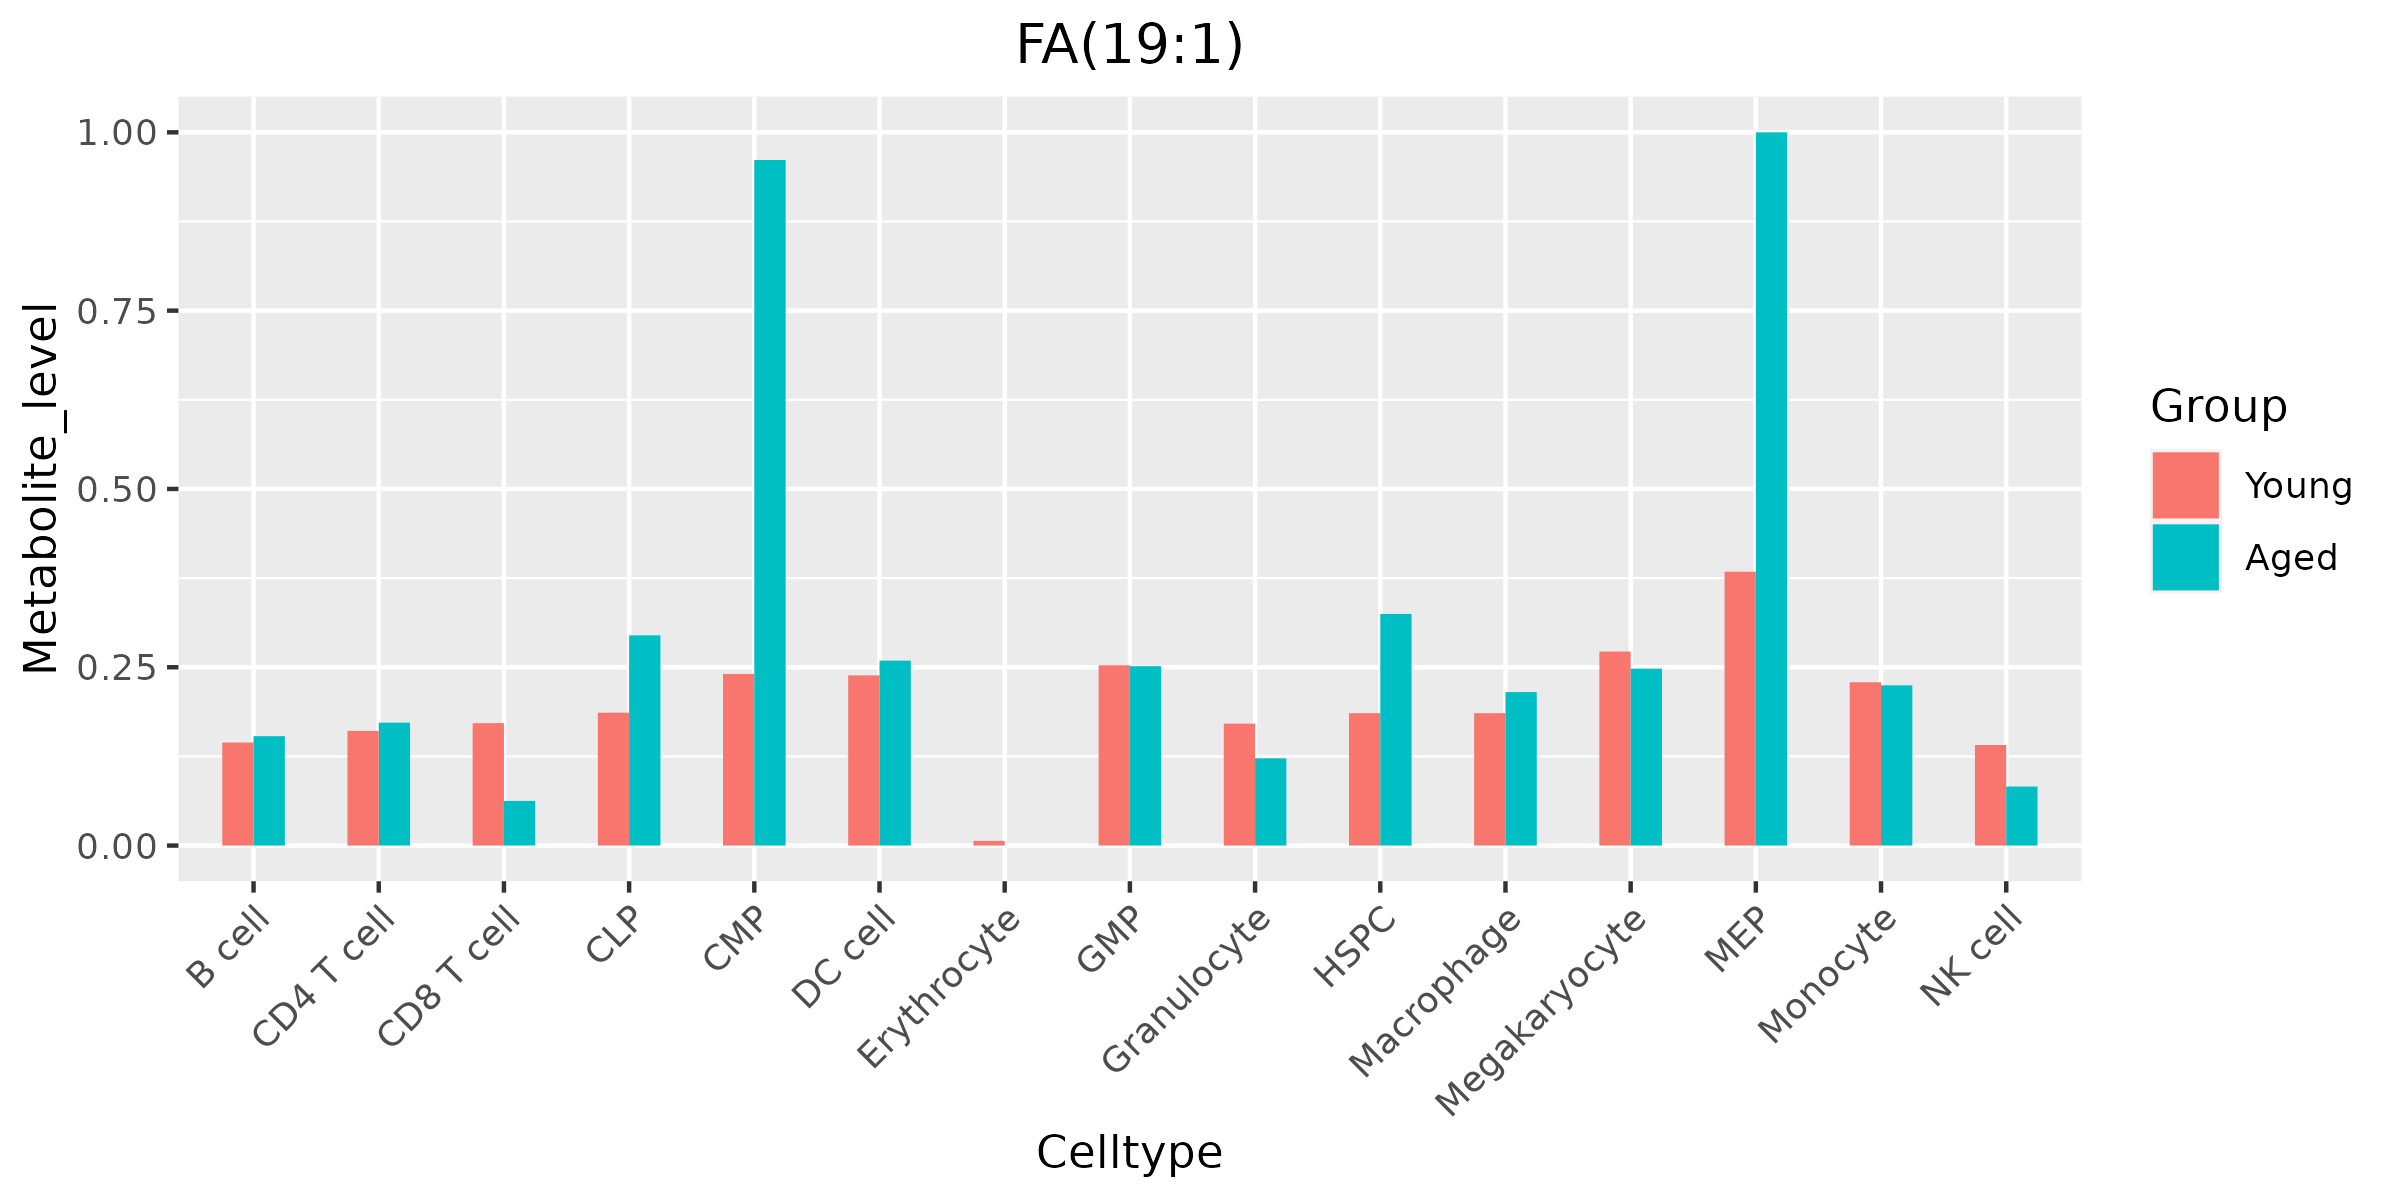 FA(19:1)
Metabolite_level
1.00
0.75
0.50
0.25
0.00
B cell
CD4 T cell
CD8 T cell
CLP
CMP
DC cell
Erythrocyte
GMP
Granulocyte
HSPC
Macrophage
Megakaryocyte
MEP
Monocyte
NK cell
Celltype
Group
Young
Aged